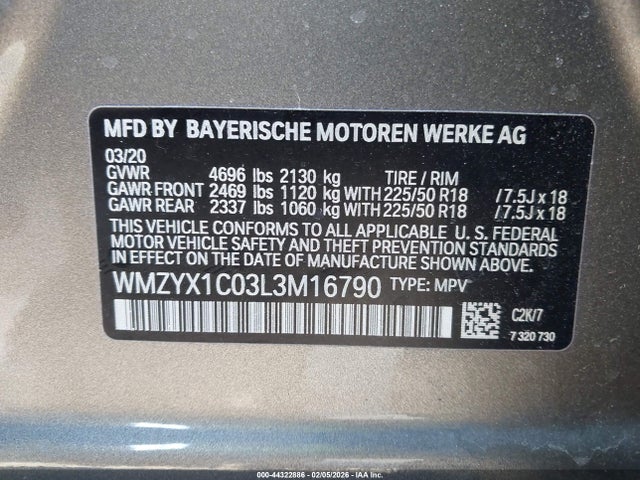 MFD BY BAYERISCHE MOTOREN WERKE AG
03/20
GVWR 4696 lbs 2130 kg TIRE / RIM
GAWR FRONT 2469 lbs 1120 kg WITH 225/50 R18 / 7.5J x 18
GAWR REAR 2337 lbs 1060 kg WITH 225/50 R18 / 7.5J x 18
THIS VEHICLE CONFORMS TO ALL APPLICABLE U. S. FEDERAL
MOTOR VEHICLE SAFETY AND THEFT PREVENTION STANDARDS
IN EFFECT ON THE DATE OF MANUFACTURE SHOWN ABOVE.
WMZYX1C03L3M16790 TYPE: MPV
C2K/7
7 320 730
000-44322886 - 02/05/2026 - IAAI.COM